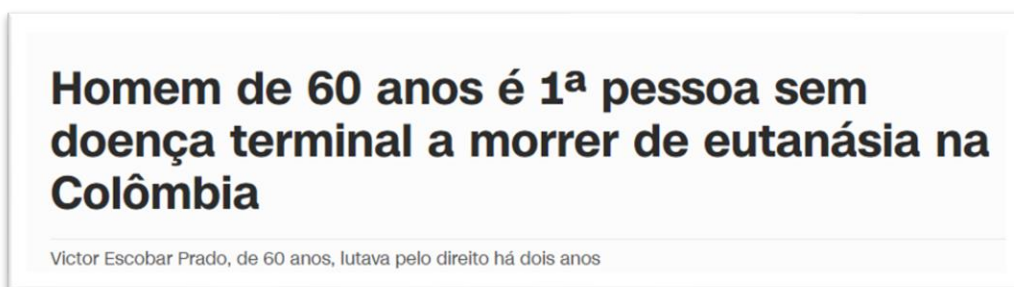 Homem de 60 anos é 1ª pessoa sem
doença terminal a morrer de eutanásia na
Colômbia
Victor Escobar Prado, de 60 anos, lutava pelo direito há dois anos